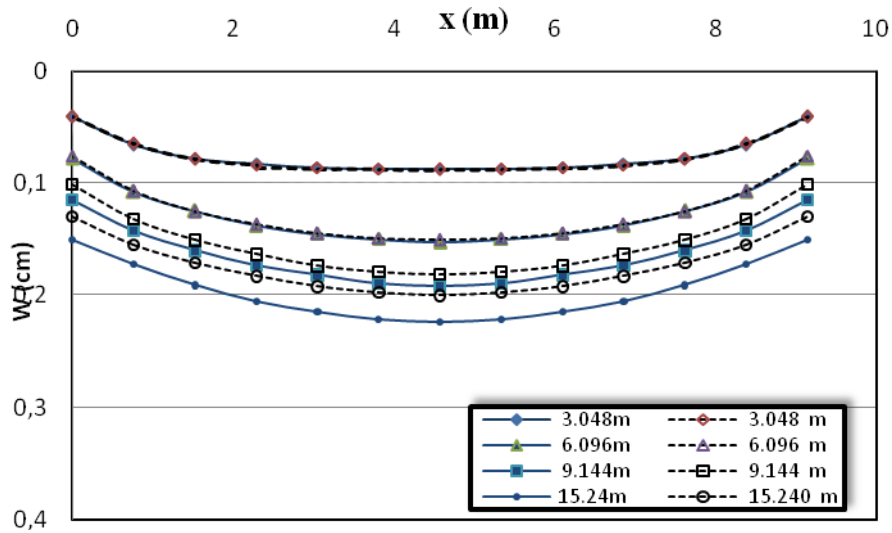 x (m)
0 2 4 6 8 10
0
0,1
0,2
0,3
0,4
W (cm)
3.048m 3.048 m
6.096m 6.096 m
9.144m 9.144 m
15.24m 15.240 m